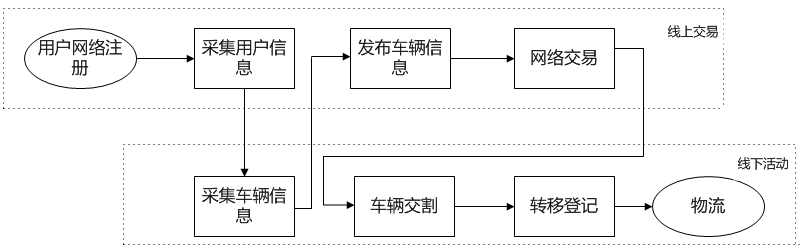 线上交易
用户网络注
册
采集用户信
息
发布车辆信
息
网络交易
线下活动
采集车辆信
息
车辆交割
转移登记
物流